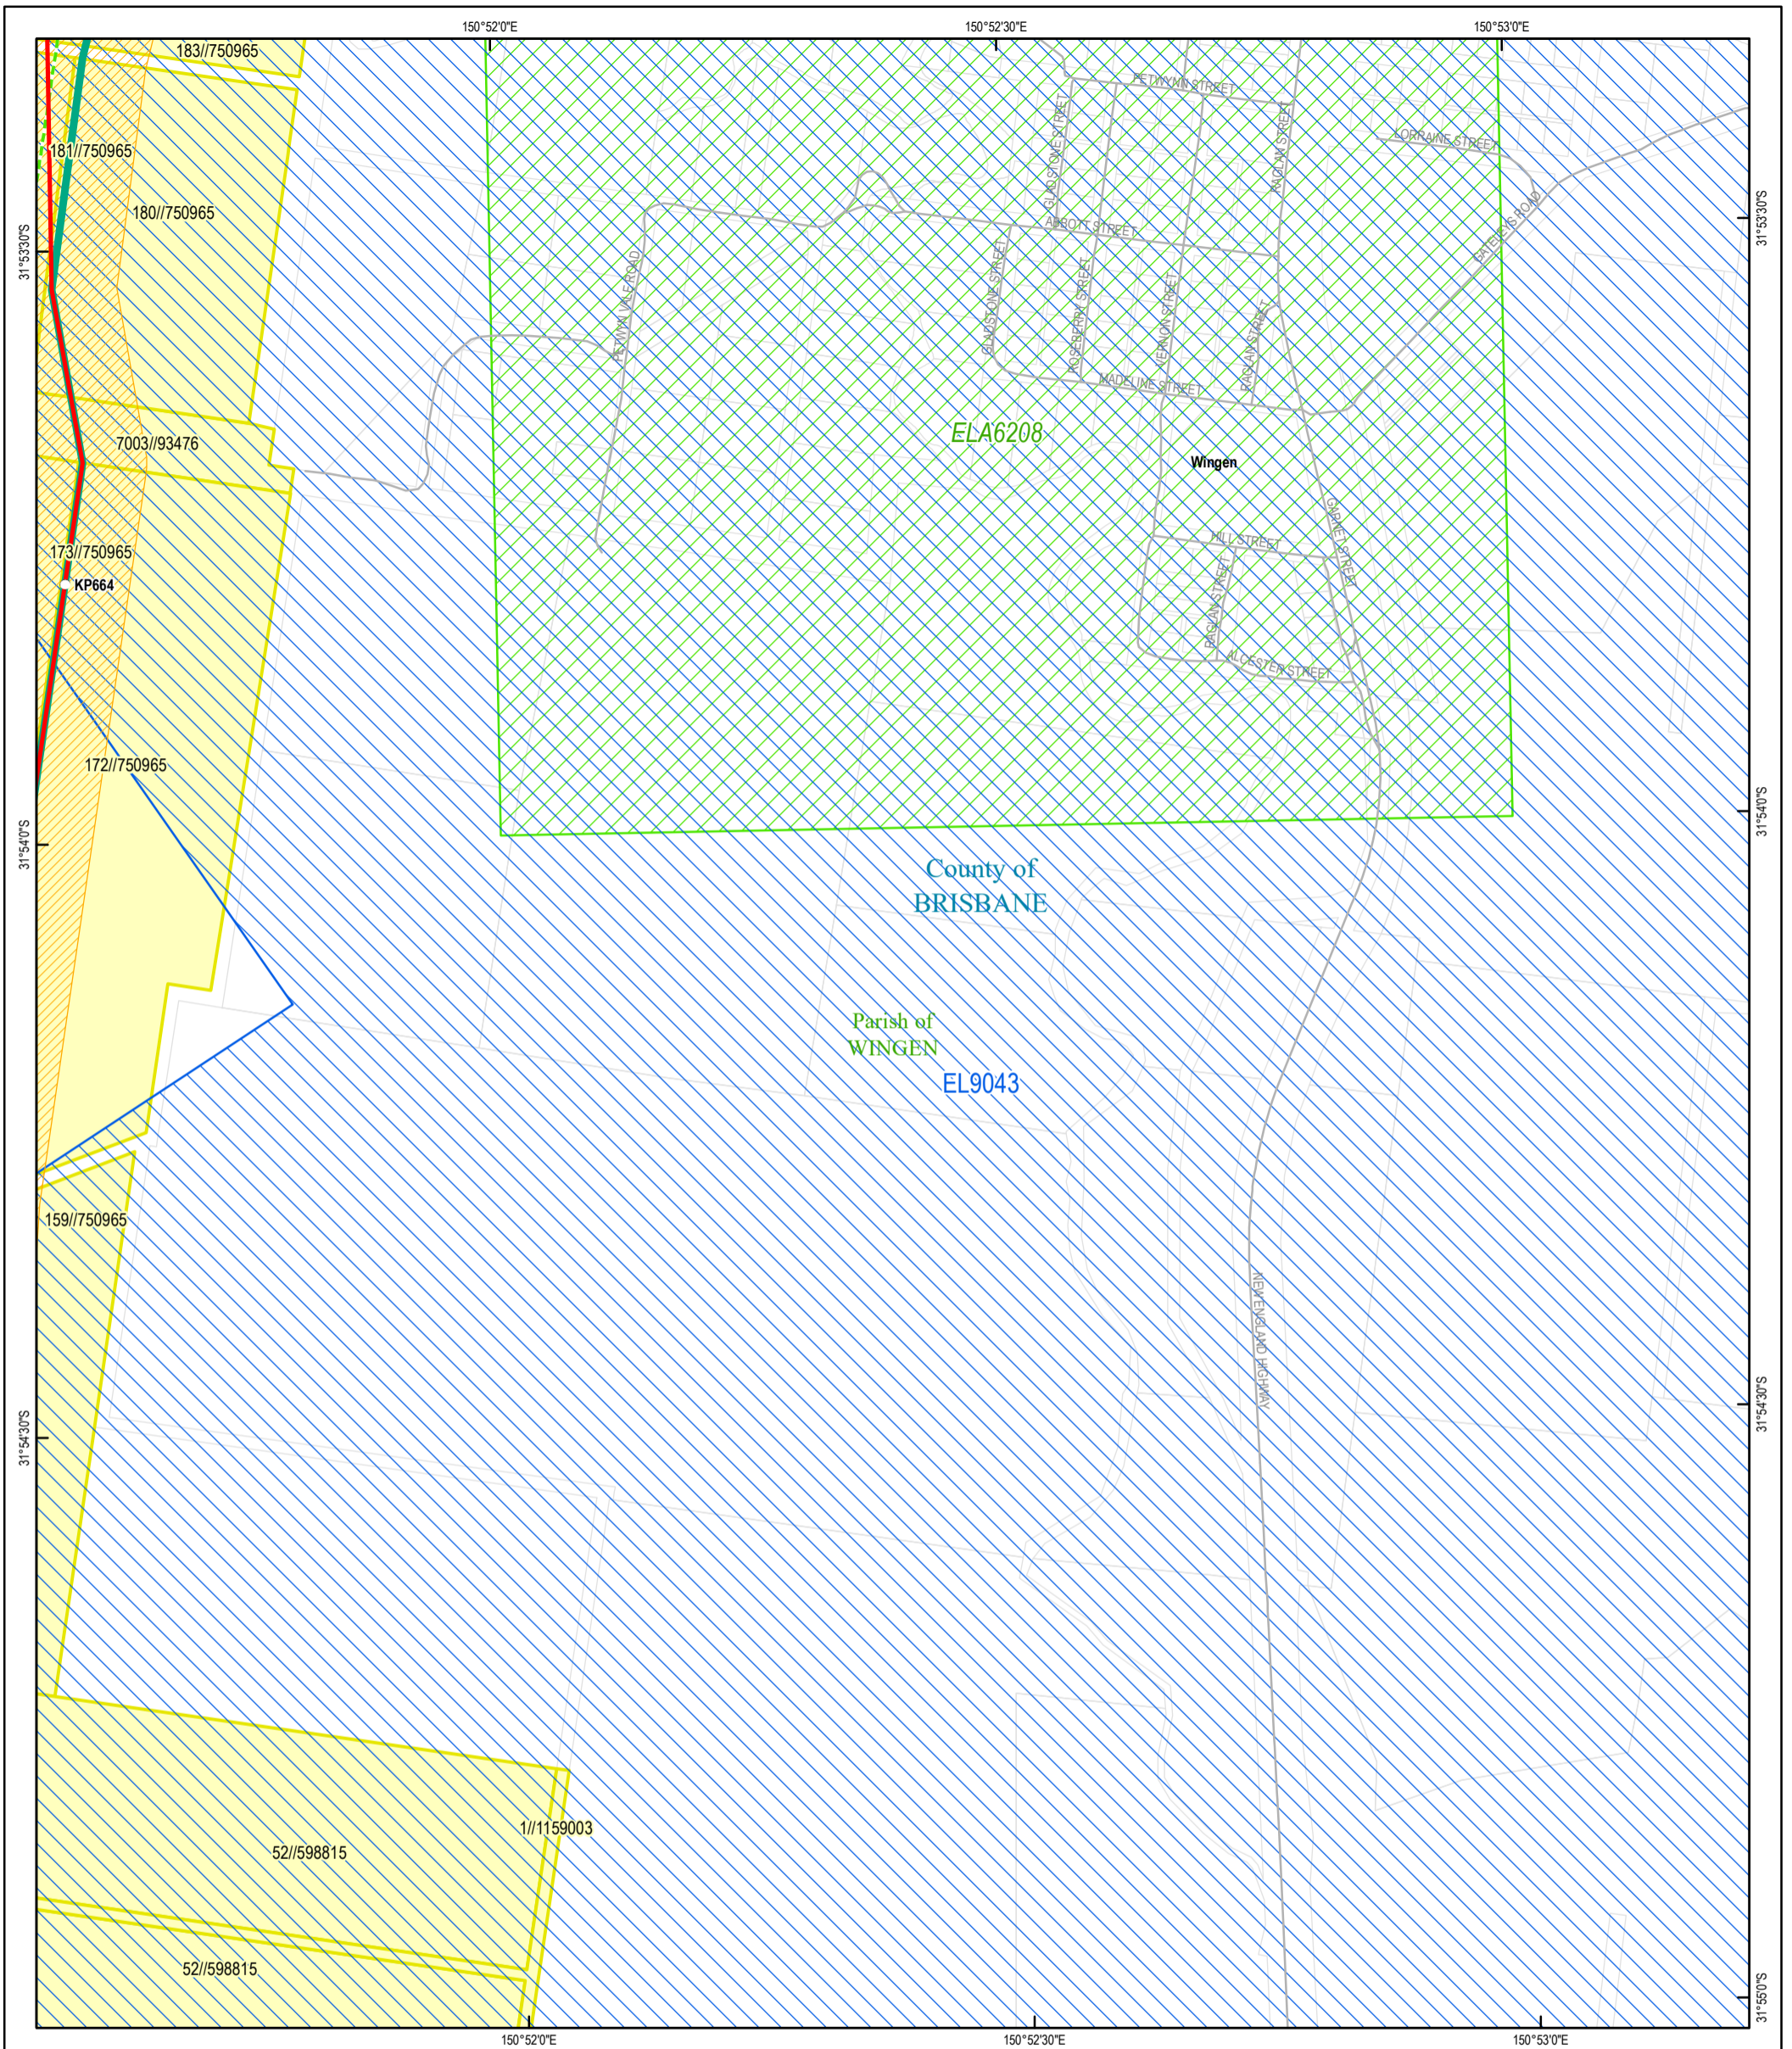 150°52'0"E
150°52'30"E
150°53'0"E
183//750965
PETWYNN STREET
GLADSTONE STREET
RAGLAN STREET
LORRAINE STREET
181//750965
180//750965
31°53'30"S
31°53'30"S
ABBOTT STREET
GATELEYS ROAD
PETWYN VALE ROAD
GLADSTONE STREET
ROSEBERRY STREET
VERNON STREET
RAGLAN STREET
MADELINE STREET
7003//93476
ELA6208
Wingen
173//750965
KP664
HILL STREET
GARNET STREET
RAGLAN STREET
ALCESTER STREET
172//750965
31°54'0"S
31°54'0"S
County of
BRISBANE
Parish of
WINGEN
EL9043
159//750965
NEW ENGLAND HIGHWAY
31°54'30"S
31°54'30"S
1//1159003
52//598815
52//598815
31°55'0"S
150°52'0"E
150°52'30"E
150°53'0"E